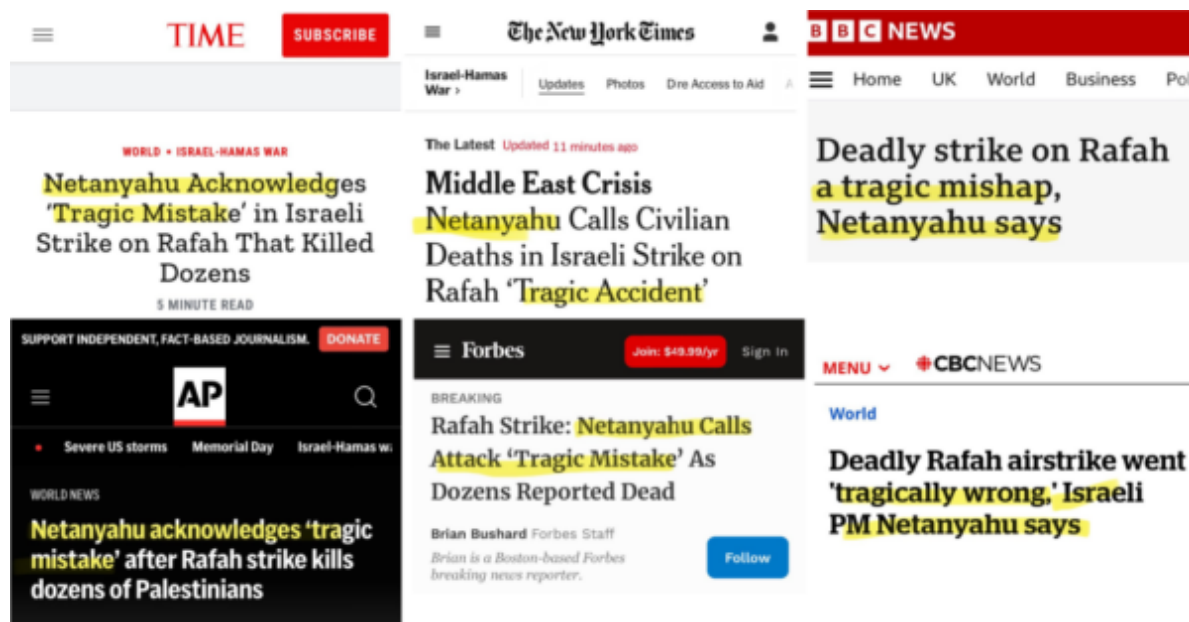 TIME
SUBSCRIBE
WORLD • ISRAEL-HAMAS WAR
Netanyahu Acknowledges
'Tragic Mistake' in Israeli
Strike on Rafah That Killed
Dozens
5 MINUTE READ
The New York Times
Israel-Hamas
War >
Updates Photos Dre Access to Aid
The Latest Updated 11 minutes ago
Middle East Crisis
Netanyahu Calls Civilian
Deaths in Israeli Strike on
Rafah 'Tragic Accident'
BBC NEWS
Home UK World Business Pol
Deadly strike on Rafah
a tragic mishap,
Netanyahu says
SUPPORT INDEPENDENT, FACT-BASED JOURNALISM. DONATE
AP
• Severe US storms Memorial Day Israel-Hamas wa
WORLD NEWS
Netanyahu acknowledges 'tragic
mistake' after Rafah strike kills
dozens of Palestinians
Forbes
Join: $49.99/yr Sign In
BREAKING
Rafah Strike: Netanyahu Calls
Attack 'Tragic Mistake' As
Dozens Reported Dead
Brian Bushard Forbes Staff
Brian is a Boston-based Forbes
breaking news reporter.
Follow
MENU
CBCNEWS
World
Deadly Rafah airstrike went
'tragically wrong,' Israeli
PM Netanyahu says